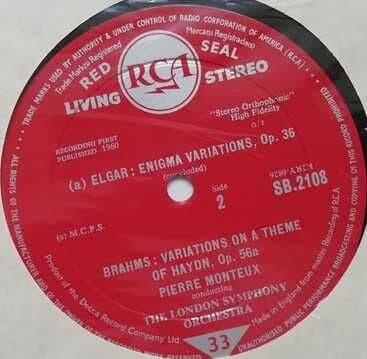 TRADE MARKS USED BY AUTHORITY & UNDER CONTROL OF RADIO CORPORATION OF AMERICA (R.C.A.)
Trade Marks Registered
Marcas Registradas
RED
RCA
SEAL
LIVING
STEREO
"Stereo Orthophonic"
High Fidelity
RECORDING FIRST
PUBLISHED 1960
(a) ELGAR: ENIGMA VARIATIONS, Op. 36
(concluded)
Side
2
SB.2108
(a) M.C.P.S.
BRAHMS: VARIATIONS ON A THEME
OF HAYDN, Op. 56a
PIERRE MONTEUX
conducting
THE LONDON SYMPHONY
ORCHESTRA
33
Product of the Decca Record Company Ltd.
Made in England
ALL RIGHTS OF THE MANUFACTURER AND OF THE OWNER OF THE RECORDED WORK RESERVED
UNAUTHORISED PUBLIC PERFORMANCE BROADCASTING AND COPYING OF THIS RECORD PROHIBITED